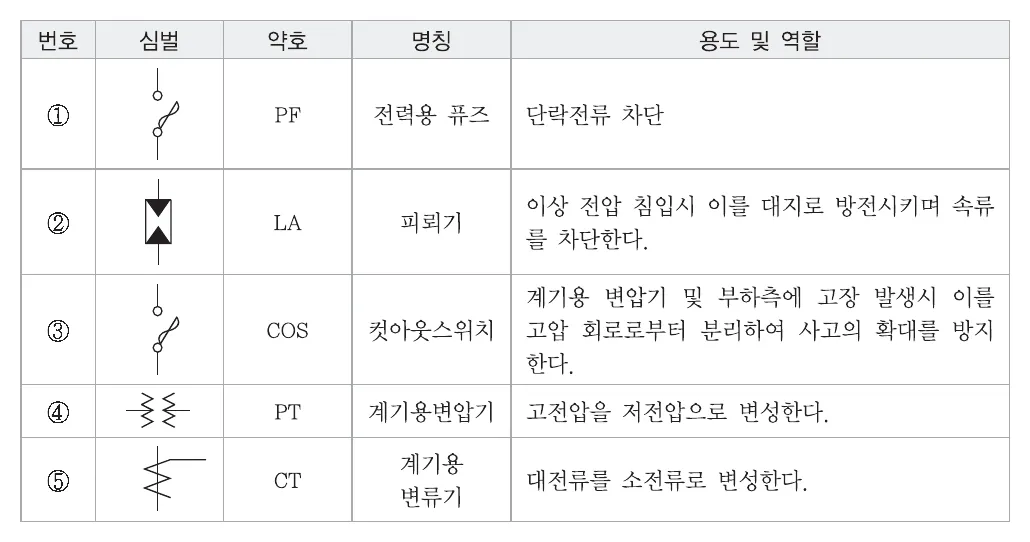 번호 심벌 약호 명칭 용도 및 역할
① PF 전력용 퓨즈 단락전류 차단
② LA 피뢰기 이상 전압 침입시 이를 대지로 방전시키며 속류
를 차단한다.
③ COS 컷아웃스위치 계기용 변압기 및 부하측에 고장 발생시 이를
고압 회로로부터 분리하여 사고의 확대를 방지
한다.
④ PT 계기용변압기 고전압을 저전압으로 변성한다.
⑤ CT 계기용
변류기 대전류를 소전류로 변성한다.